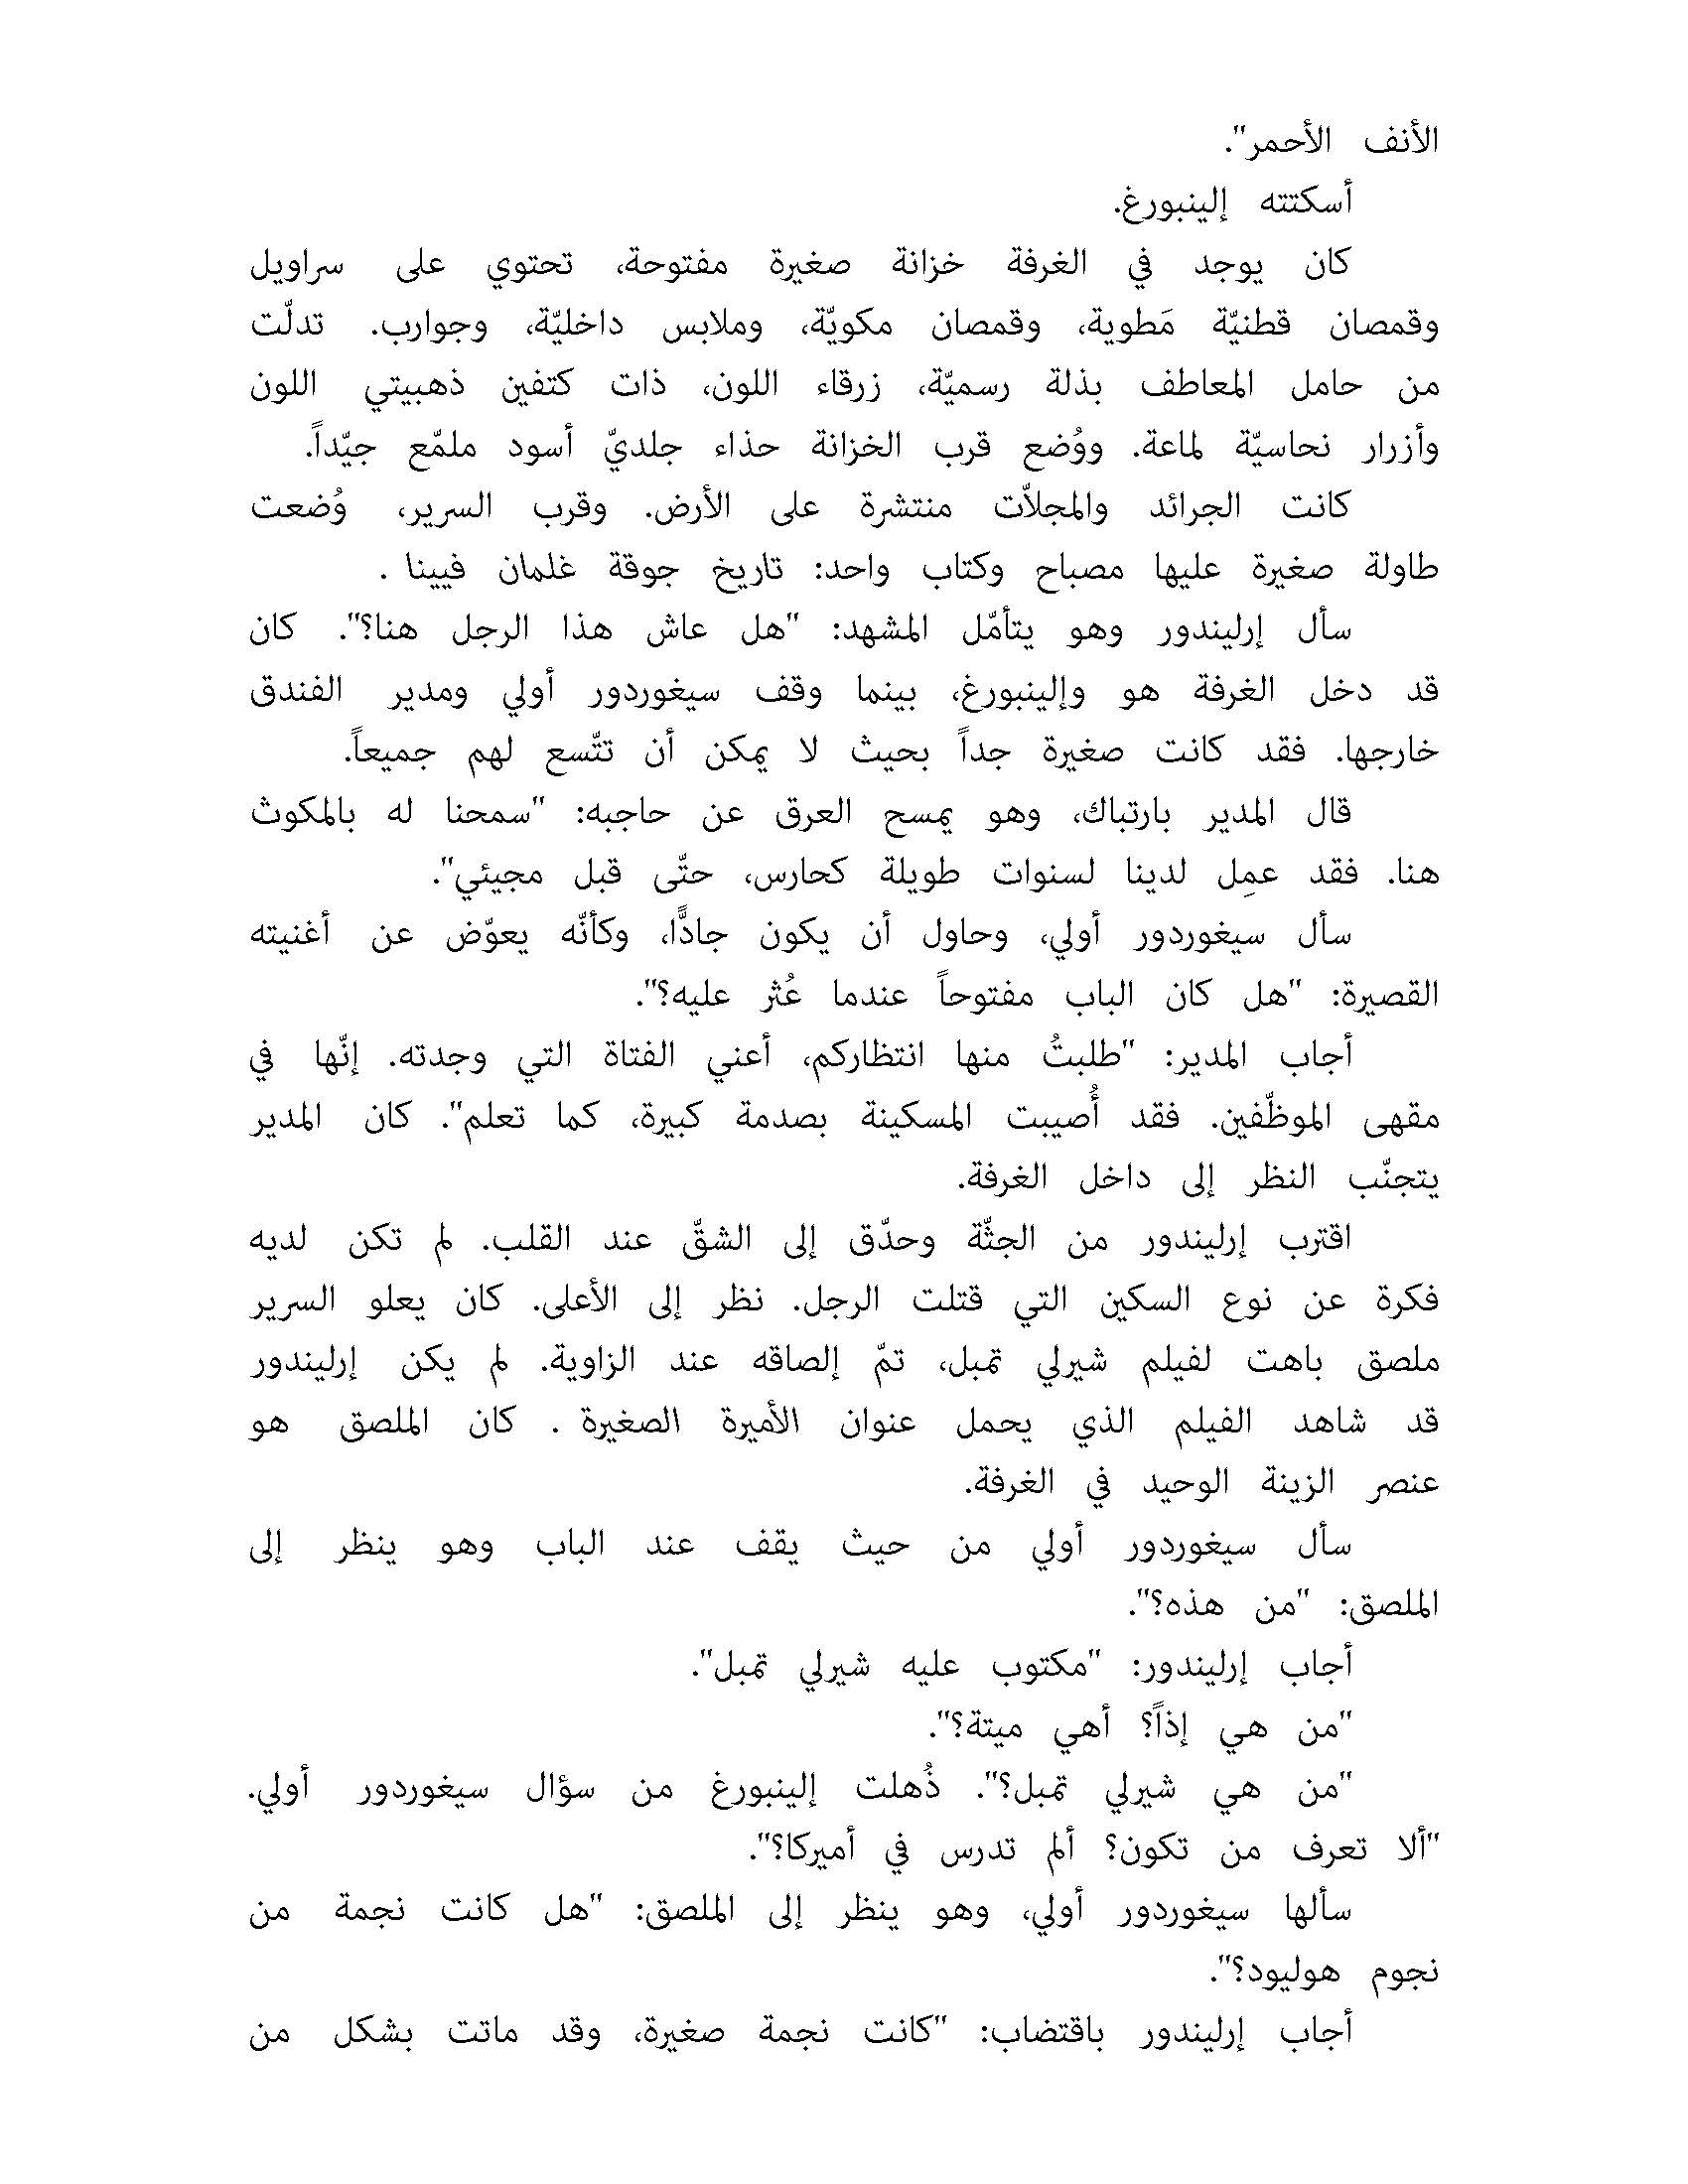 الأنف الأحمر".
أسكتته إلينبورغ.
كان يوجد في الغرفة خزانة صغيرة مفتوحة، تحتوي على سراويل
وقمصان قطنيّة مَطوية، وقمصان مكويّة، وملابس داخليّة، وجوارب. تدلّت
من حامل المعاطف بذلة رسميّة، زرقاء اللون، ذات كتفين ذهبيتي اللون
وأزرار نحاسيّة لماعة. ووُضع قرب الخزانة حذاء جلديّ أسود ملمّع جيّداً.
كانت الجرائد والمجلاّت منتشرة على الأرض. وقرب السرير، وُضعت
طاولة صغيرة عليها مصباح وكتاب واحد: تاريخ جوقة غلمان فيينا .
سأل إرليندور وهو يتأمّل المشهد: "هل عاش هذا الرجل هنا؟". كان
قد دخل الغرفة هو وإلينبورغ، بينما وقف سيغوردور أولي ومدير الفندق
خارجها. فقد كانت صغيرة جداً بحيث لا يمكن أن تتّسع لهم جميعاً.
قال المدير بارتباك، وهو يمسح العرق عن حاجبه: "سمحنا له بالمكوث
هنا. فقد عمِل لدينا لسنوات طويلة كحارس، حتّى قبل مجيئي".
سأل سيغوردور أولي، وحاول أن يكون جادًّا، وكأنّه يعوّض عن أغنيته
القصيرة: "هل كان الباب مفتوحاً عندما عُثر عليه؟".
أجاب المدير: "طلبتُ منها انتظاركم، أعني الفتاة التي وجدته. إنّها في
مقهى الموظّفين. فقد أُصيبت المسكينة بصدمة كبيرة، كما تعلم". كان المدير
يتجنّب النظر إلى داخل الغرفة.
اقترب إرليندور من الجثّة وحدّق إلى الشقّ عند القلب. لم تكن لديه
فكرة عن نوع السكين التي قتلت الرجل. نظر إلى الأعلى. كان يعلو السرير
ملصق باهت لفيلم شيرلي تمبل، تمّ إلصاقه عند الزاوية. لم يكن إرليندور
قد شاهد الفيلم الذي يحمل عنوان الأميرة الصغيرة . كان الملصق هو
عنصر الزينة الوحيد في الغرفة.
سأل سيغوردور أولي من حيث يقف عند الباب وهو ينظر إلى
الملصق: "من هذه؟".
أجاب إرليندور: "مكتوب عليه شيرلي تمبل".
"من هي إذاً؟ أهي ميتة؟".
"من هي شيرلي تمبل؟". ذُهلت إلينبورغ من سؤال سيغوردور أولي.
"ألا تعرف من تكون؟ ألم تدرس في أميركا؟".
سألها سيغوردور أولي، وهو ينظر إلى الملصق: "هل كانت نجمة من
نجوم هوليود؟".
أجاب إرليندور باقتضاب: "كانت نجمة صغيرة، وقد ماتت بشكل من